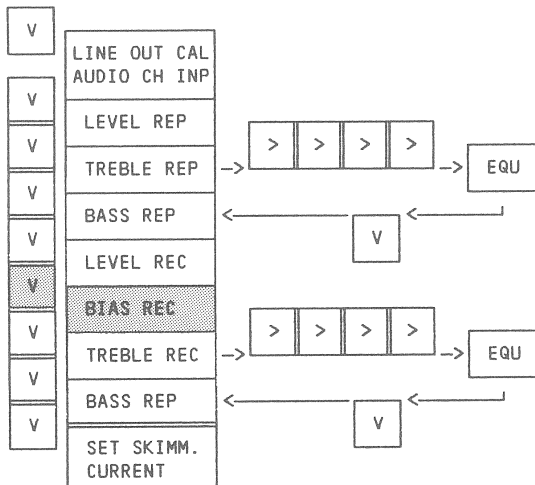 V
LINE OUT CAL
AUDIO CH INP
V
LEVEL REP
V
TREBLE REP
-> > > > > -> EQU
V
BASS REP
V
V
LEVEL REC
V
BIAS REC
V
TREBLE REC
-> > > > > -> EQU
V
BASS REP
V
V
SET SKIMM.
CURRENT